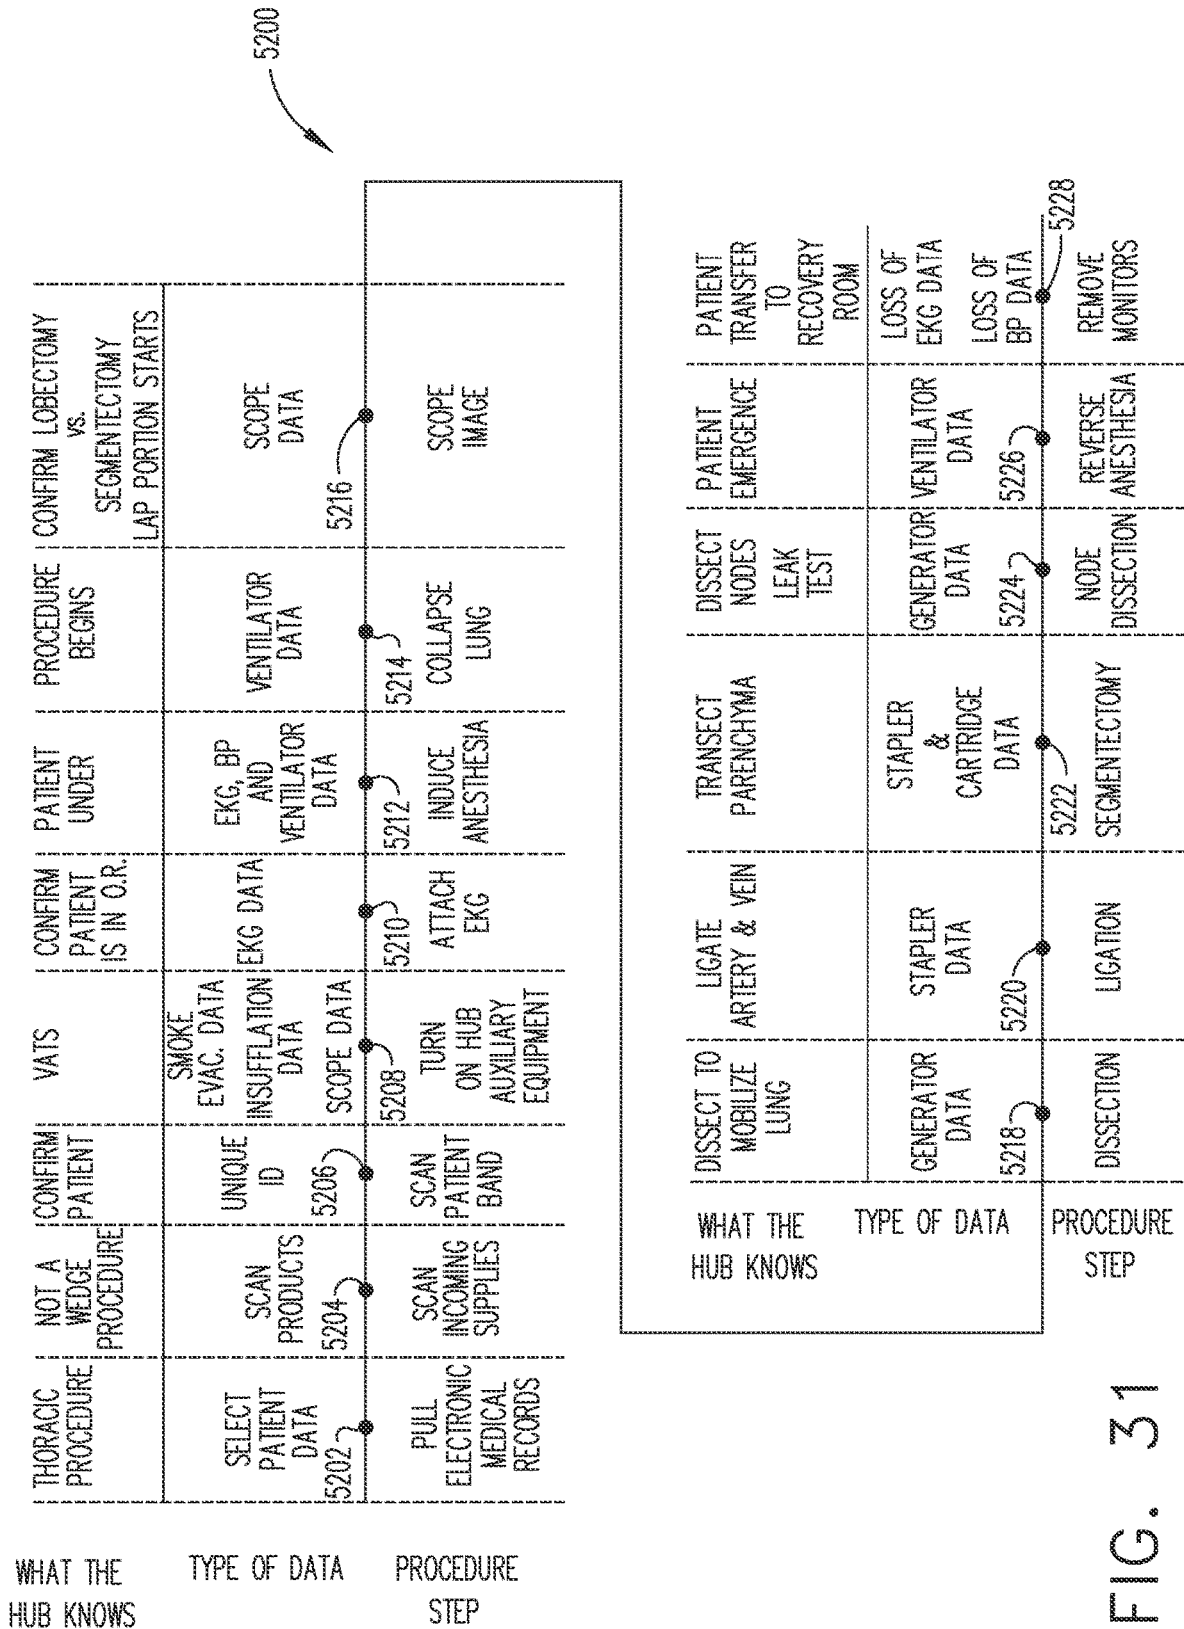 5200
WHAT THE
HUB KNOWS
THORACIC
PROCEDURE
NOT A
WEDGE
PROCEDURE
CONFIRM
PATIENT
VATS
CONFIRM
PATIENT
IS IN O.R.
PATIENT
UNDER
PROCEDURE
BEGINS
CONFIRM LOBECTOMY
VS.
SEGMENTECTOMY
LAP PORTION STARTS
TYPE OF DATA
SELECT
PATIENT
DATA
5202
SCAN
PRODUCTS
5204
UNIQUE
ID
5206
SMOKE
EVAC. DATA
INSUFFLATION
DATA
SCOPE DATA
5208
EKG DATA
5210
EKG, BP
AND
VENTILATOR
DATA
5212
VENTILATOR
DATA
5214
SCOPE
DATA
5216
PROCEDURE
STEP
PULL
ELECTRONIC
MEDICAL
RECORDS
SCAN
INCOMING
SUPPLIES
SCAN
PATIENT
BAND
TURN
ON HUB
AUXILIARY
EQUIPMENT
ATTACH
EKG
INDUCE
ANESTHESIA
COLLAPSE
LUNG
SCOPE
IMAGE
WHAT THE
HUB KNOWS
DISSECT TO
MOBILIZE
LUNG
LIGATE
ARTERY & VEIN
TRANSECT
PARENCHYMA
DISSECT
NODES
LEAK
TEST
PATIENT
EMERGENCE
PATIENT
TRANSFER
TO
RECOVERY
ROOM
TYPE OF DATA
GENERATOR
DATA
5218
STAPLER
DATA
5220
STAPLER
&
CARTRIDGE
DATA
5222
GENERATOR
DATA
5224
VENTILATOR
DATA
5226
LOSS OF
EKG DATA
LOSS OF
BP DATA
5228
PROCEDURE
STEP
DISSECTION
LIGATION
SEGMENTECTOMY
NODE
DISSECTION
REVERSE
ANESTHESIA
REMOVE
MONITORS
FIG. 31